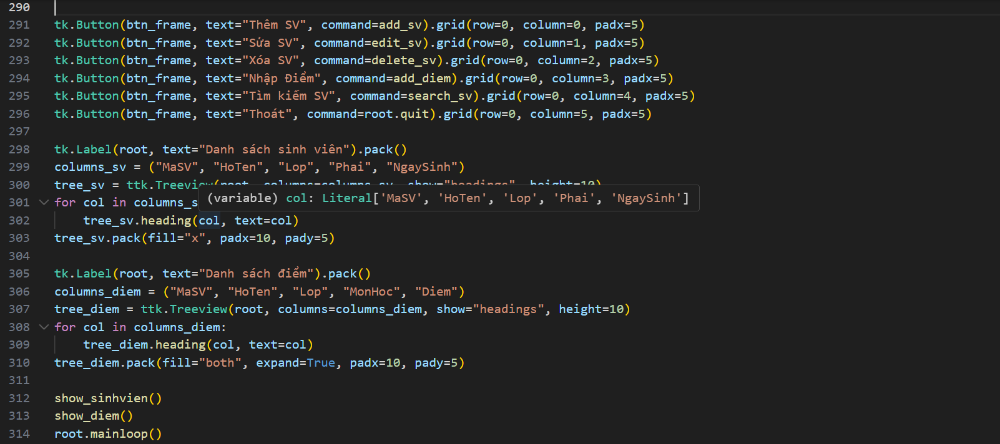 290
291 tk.Button(btn_frame, text="Thêm SV", command=add_sv).grid(row=0, column=0, padx=5)
292 tk.Button(btn_frame, text="Sửa SV", command=edit_sv).grid(row=0, column=1, padx=5)
293 tk.Button(btn_frame, text="Xóa SV", command=delete_sv).grid(row=0, column=2, padx=5)
294 tk.Button(btn_frame, text="Nhập Điểm", command=add_diem).grid(row=0, column=3, padx=5)
295 tk.Button(btn_frame, text="Tìm kiếm SV", command=search_sv).grid(row=0, column=4, padx=5)
296 tk.Button(btn_frame, text="Thoát", command=root.quit).grid(row=0, column=5, padx=5)
297
298 tk.Label(root, text="Danh sách sinh viên").pack()
299 columns_sv = ("MaSV", "HoTen", "Lop", "Phai", "NgaySinh")
300 tree_sv = ttk.Treeview(root, columns=columns_sv, show="headings", height=10)
(variable) col: Literal['MaSV', 'HoTen', 'Lop', 'Phai', 'NgaySinh']
301 for col in columns_s
302     tree_sv.heading(col, text=col)
303 tree_sv.pack(fill="x", padx=10, pady=5)
304
305 tk.Label(root, text="Danh sách điểm").pack()
306 columns_diem = ("MaSV", "HoTen", "Lop", "MonHoc", "Diem")
307 tree_diem = ttk.Treeview(root, columns=columns_diem, show="headings", height=10)
308 for col in columns_diem:
309     tree_diem.heading(col, text=col)
310 tree_diem.pack(fill="both", expand=True, padx=10, pady=5)
311
312 show_sinhvien()
313 show_diem()
314 root.mainloop()